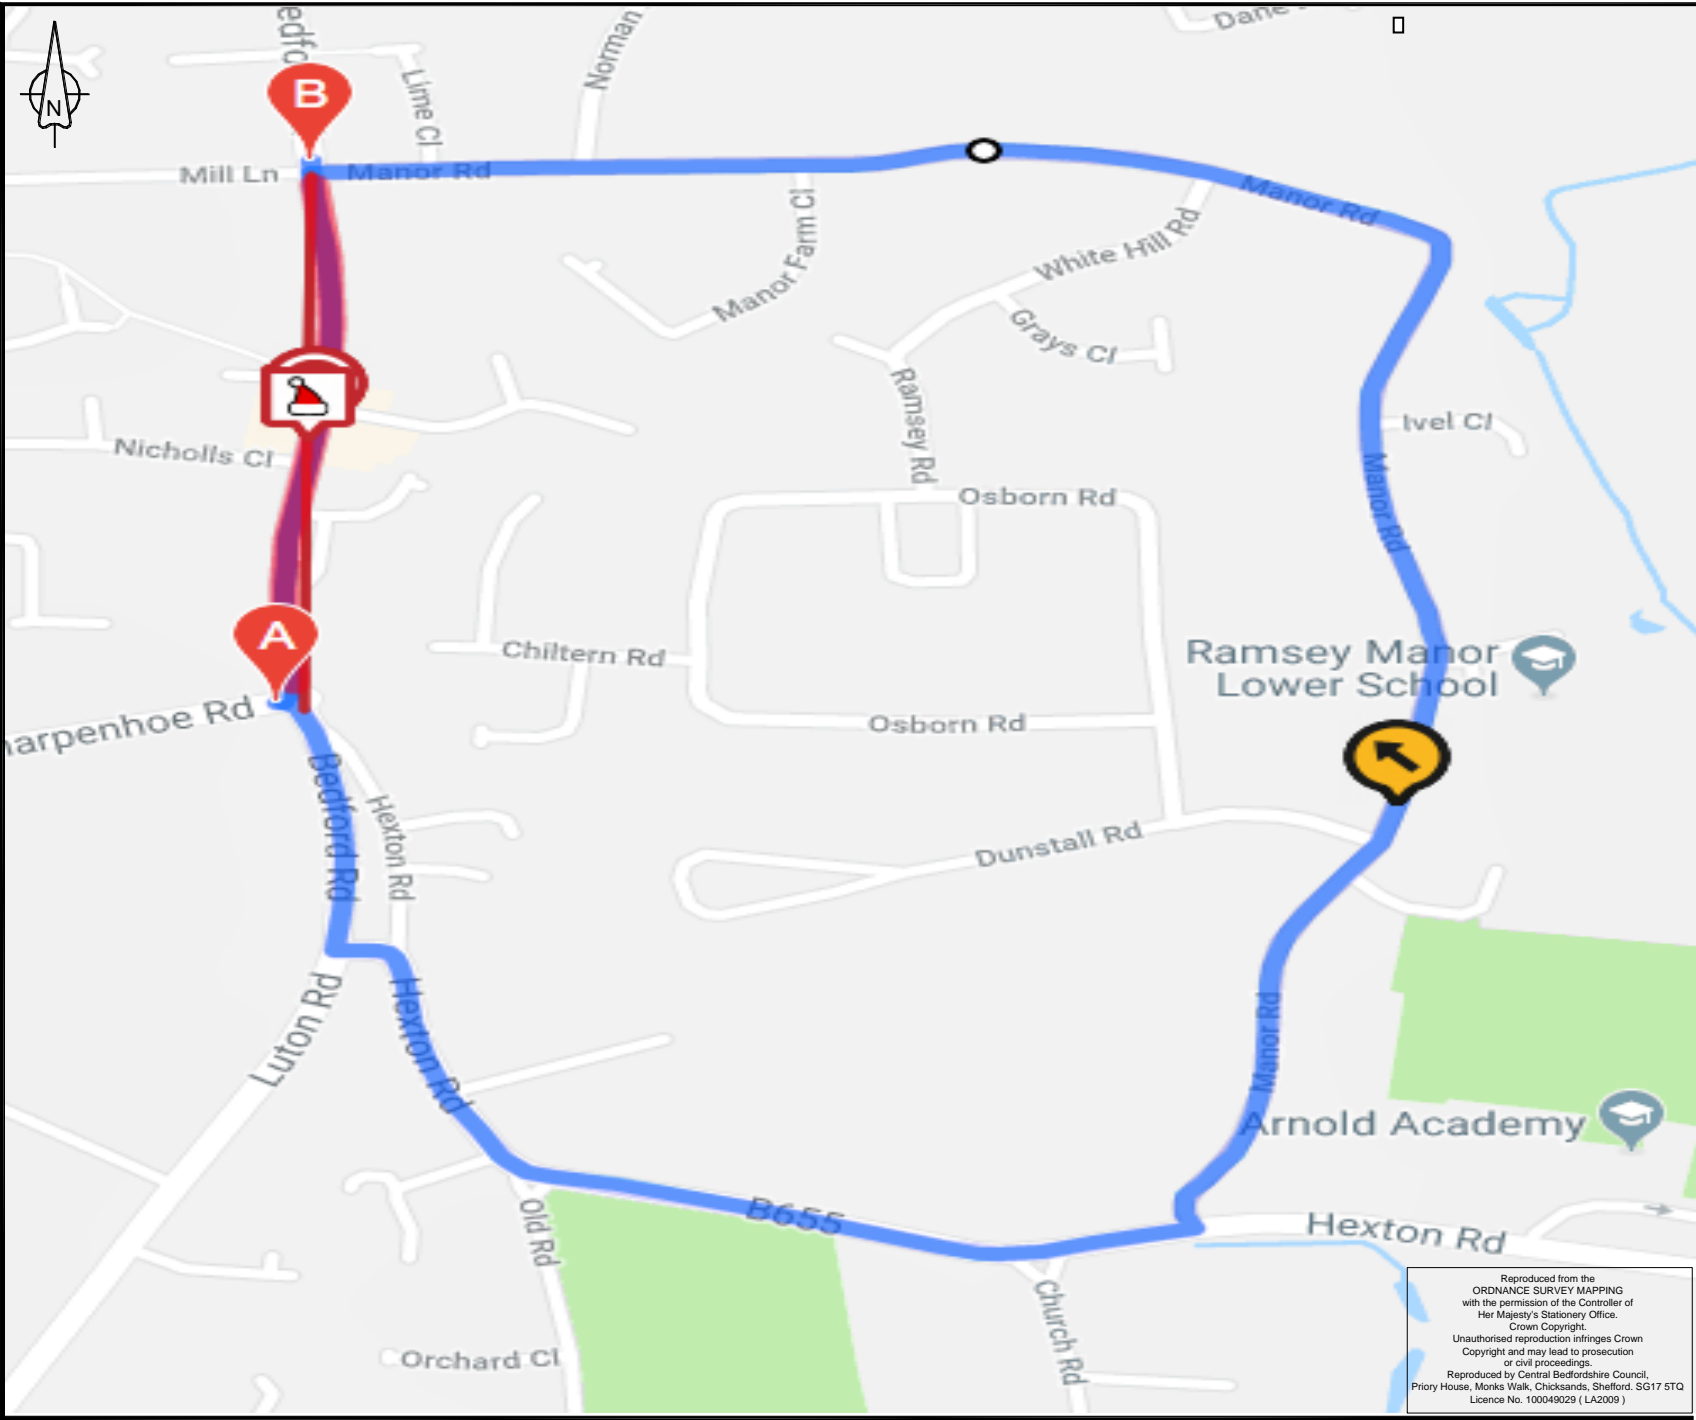 edfo
Dane
N
B
Lime Cl
Norman
Mill Ln
Manor Rd
Manor Rd
Manor Farm Cl
White Hill Rd
Grays Cl
Ramsey Rd
Ivel Cl
Nicholls Cl
Manor Rd
Osborn Rd
A
Chiltern Rd
Ramsey Manor
Lower School
arpenhoe Rd
Osborn Rd
Bedford Rd
Hexton Rd
Dunstall Rd
Luton Rd
Hexton Rd
Manor Rd
Arnold Academy
B655
Old Rd
Hexton Rd
Church Rd
Orchard Cl
Reproduced from the
ORDNANCE SURVEY MAPPING
with the permission of the Controller of
Her Majesty's Stationery Office.
Crown Copyright.
Unauthorised reproduction infringes Crown
Copyright and may lead to prosecution
or civil proceedings.
Reproduced by Central Bedfordshire Council,
Priory House, Monks Walk, Chicksands, Shefford. SG17 5TQ
Licence No. 100049029 ( LA2009 )